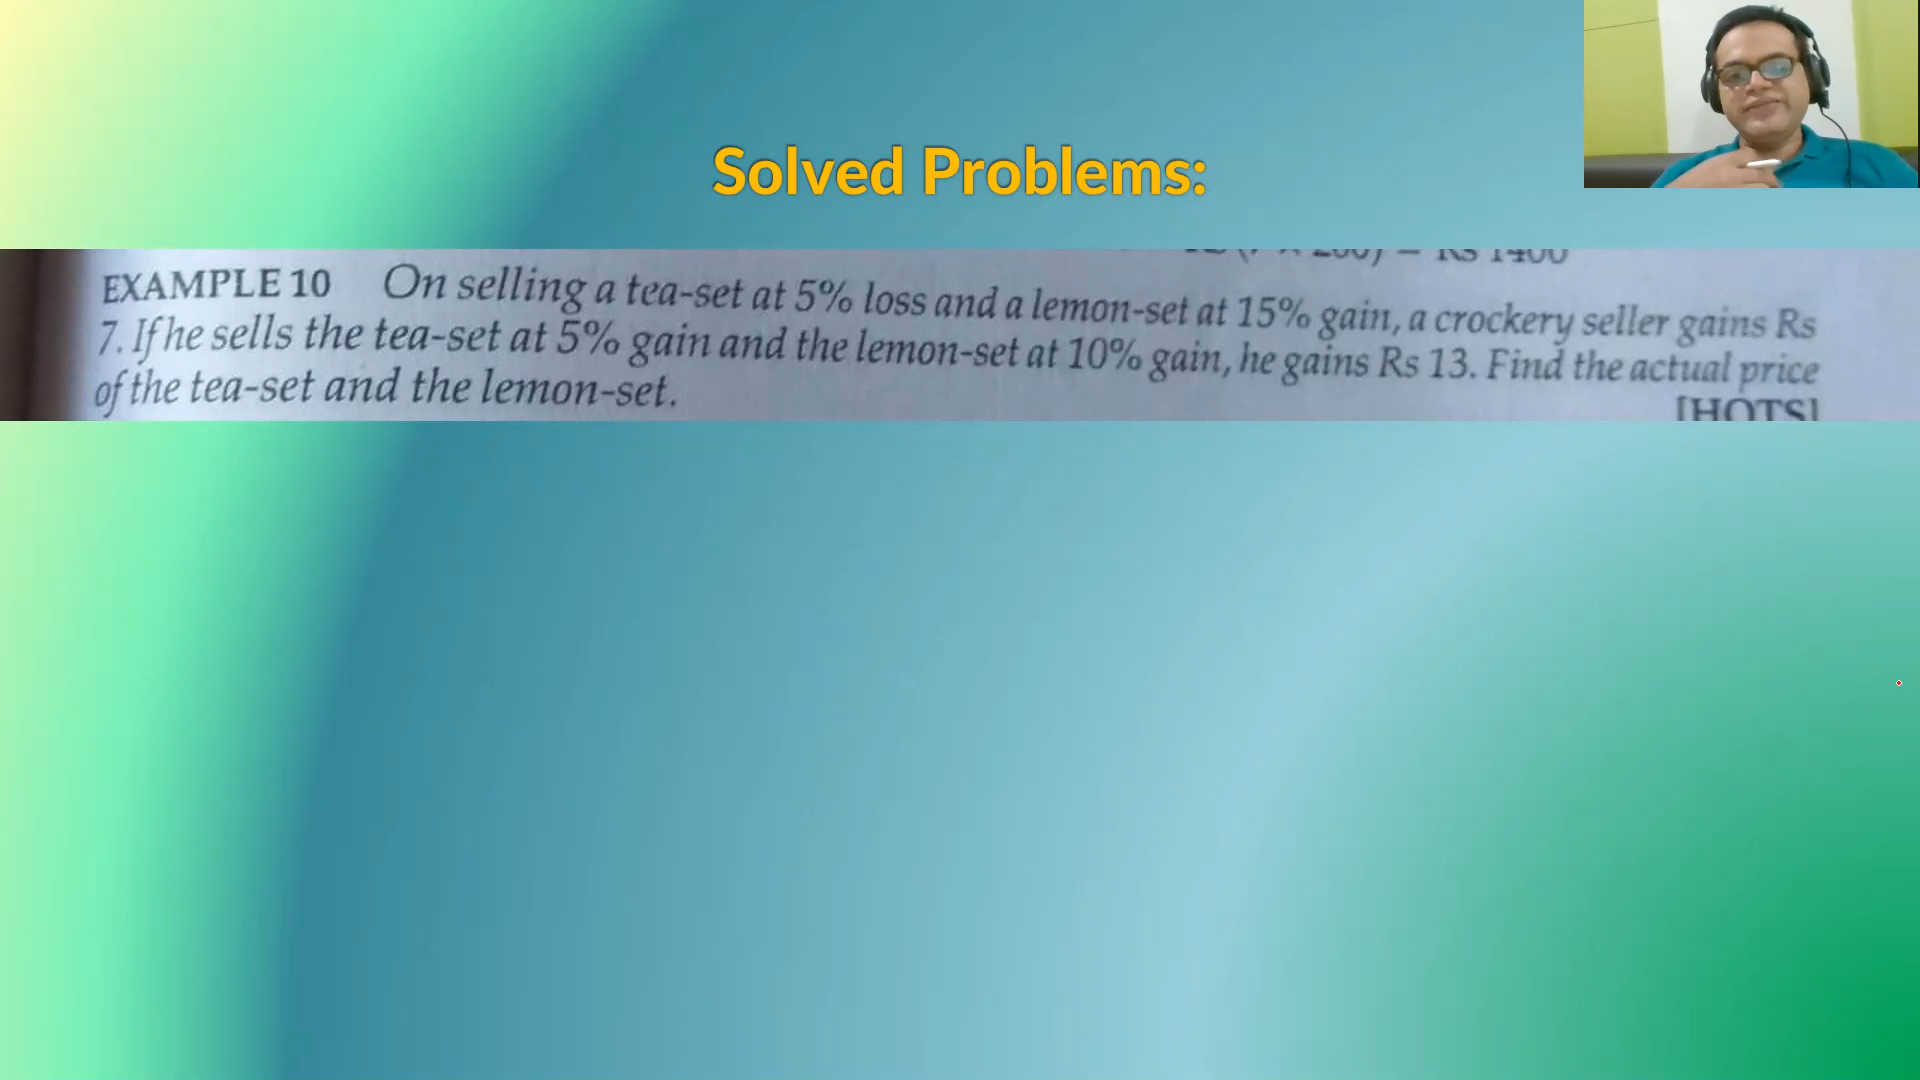 Solved Problems:
Rs 1400
EXAMPLE 10 On selling a tea-set at 5% loss and a lemon-set at 15% gain, a crockery seller gains Rs
7. If he sells the tea-set at 5% gain and the lemon-set at 10% gain, he gains Rs 13. Find the actual price
of the tea-set and the lemon-set.
[HOTS]